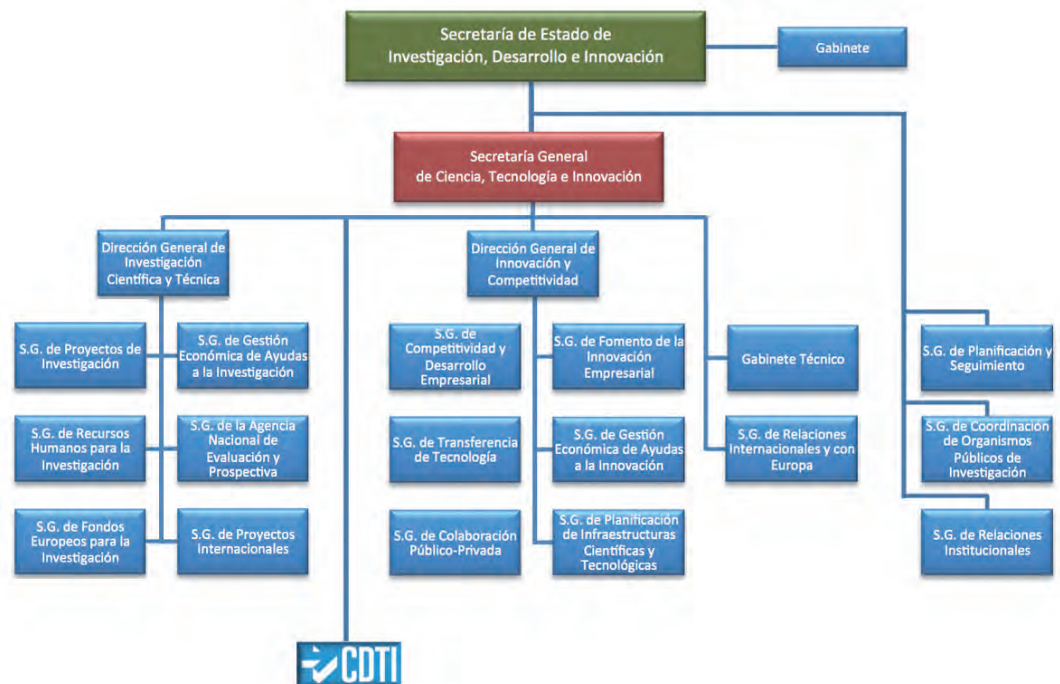 Secretaría de Estado de
Investigación, Desarrollo e Innovación
Gabinete
Secretaría General
de Ciencia, Tecnología e Innovación
Dirección General de
Investigación
Científica y Técnica
Dirección General de
Innovación y
Competitividad
S.G. de Proyectos de
Investigación
S.G. de Gestión
Económica de Ayudas
a la Investigación
S.G. de
Competitividad y
Desarrollo
Empresarial
S.G. de Fomento de la
Innovación
Empresarial
Gabinete Técnico
S.G. de Planificación y
Seguimiento
S.G. de Recursos
Humanos para la
Investigación
S.G. de la Agencia
Nacional de
Evaluación y
Prospectiva
S.G. de Transferencia
de Tecnología
S.G. de Gestión
Económica de Ayudas
a la Innovación
S.G. de Relaciones
Internacionales y con
Europa
S.G. de Coordinación
de Organismos
Públicos de
Investigación
S.G. de Fondos
Europeos para la
Investigación
S.G. de Proyectos
Internacionales
S.G. de Colaboración
Público-Privada
S.G. de Planificación
de Infraestructuras
Científicas y
Tecnológicas
S.G. de Relaciones
Institucionales
CDTI